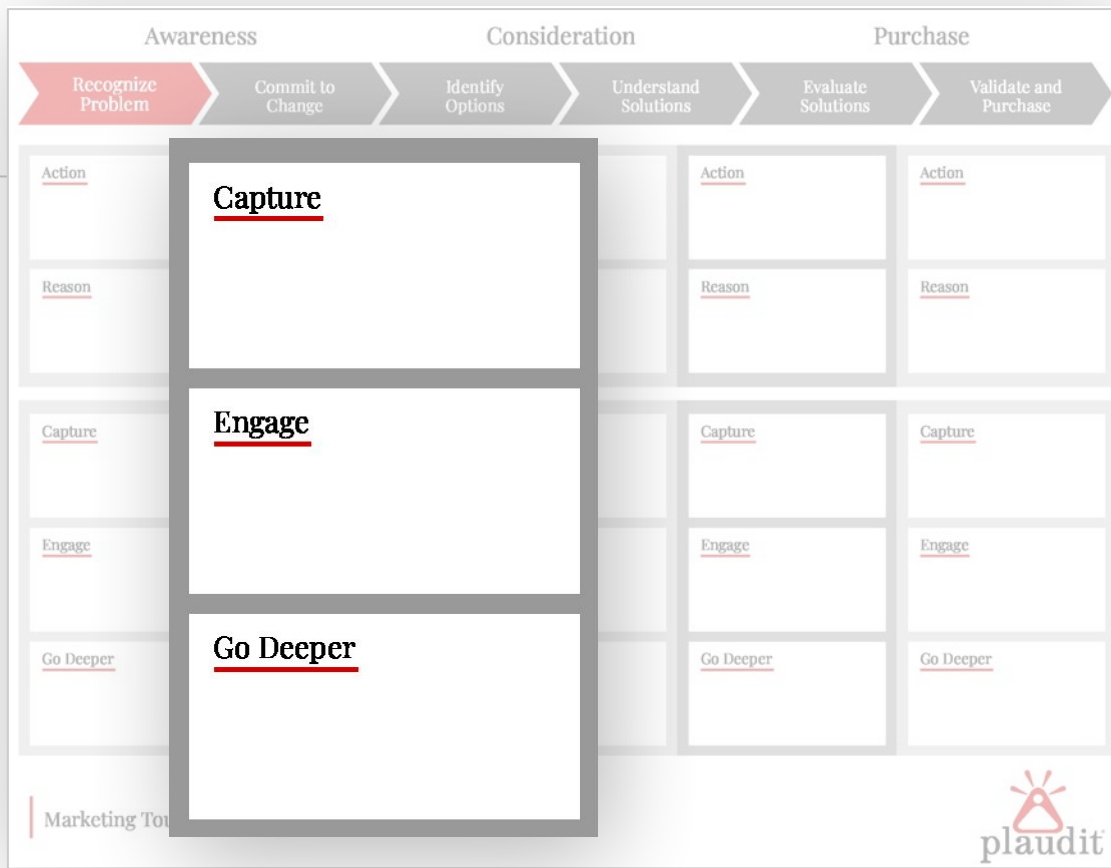 Awareness Consideration Purchase
Recognize Problem
Commit to Change
Identify Options
Understand Solutions
Evaluate Solutions
Validate and Purchase
Action
Action
Action
Reason
Reason
Reason
Capture
Engage
Go Deeper
Capture
Capture
Capture
Engage
Engage
Engage
Go Deeper
Go Deeper
Go Deeper
Marketing
plaudit